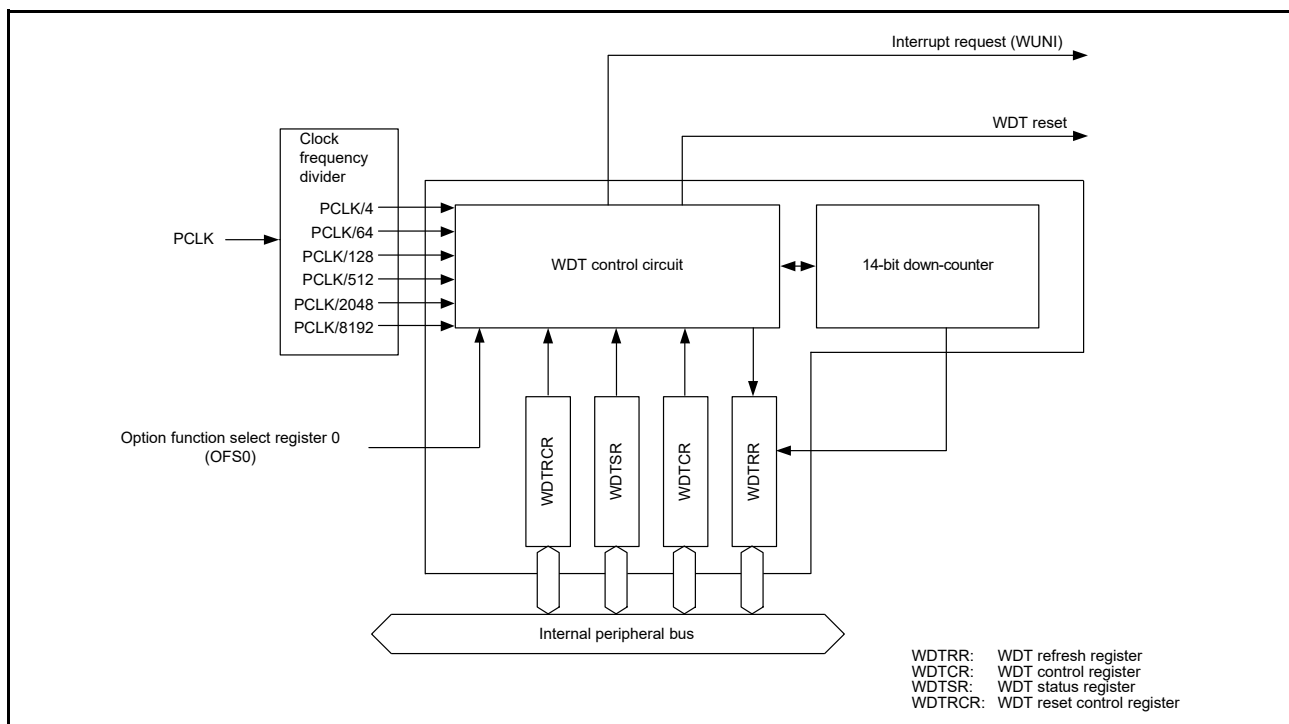 Interrupt request (WUNI)
WDT reset
Clock
frequency
divider
PCLK/4
PCLK/64
PCLK/128
PCLK/512
PCLK/2048
PCLK/8192
PCLK
WDT control circuit
14-bit down-counter
Option function select register 0
(OFS0)
WDTRCR
WDTSR
WDTCR
WDTRR
Internal peripheral bus
WDTRR: WDT refresh register
WDTCR: WDT control register
WDTSR: WDT status register
WDTRCR: WDT reset control register